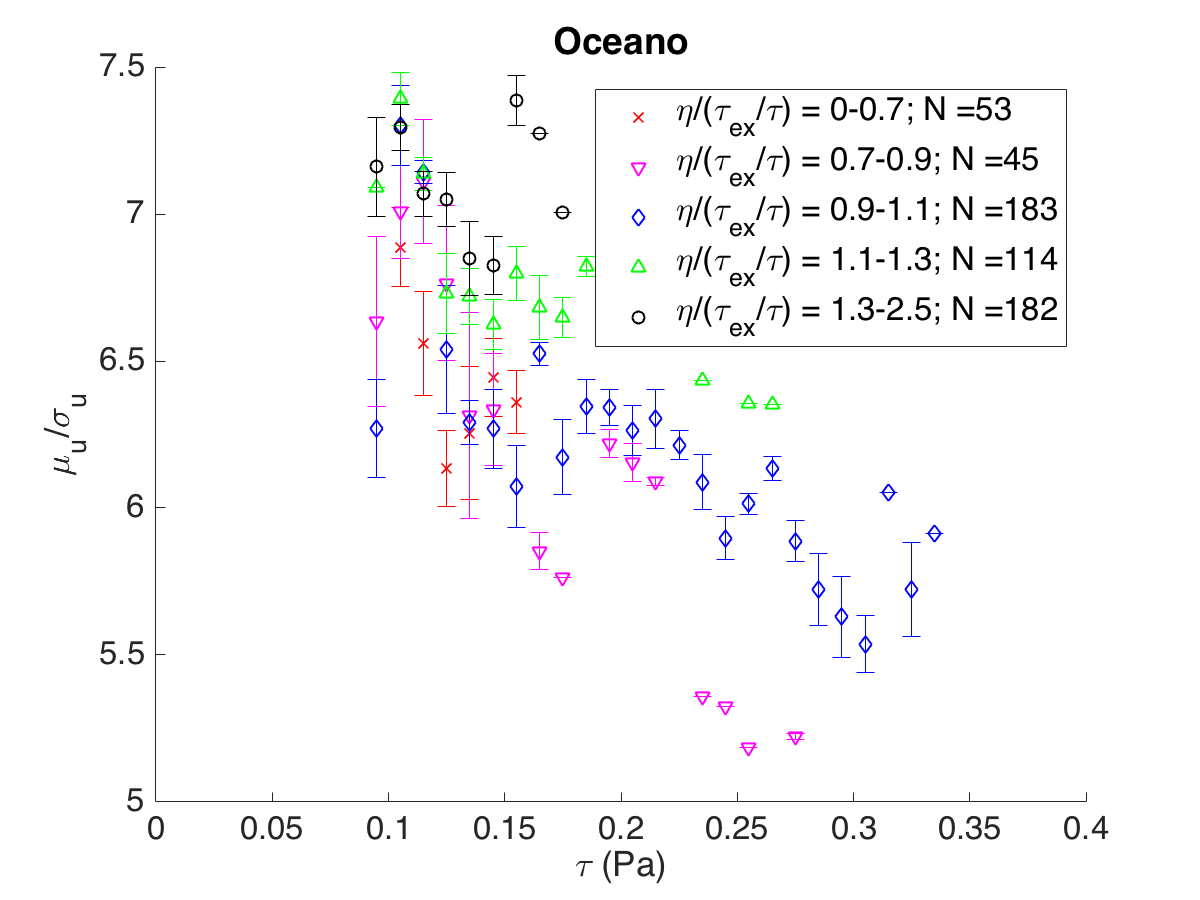 Oceano
7.5
7
6.5
6
5.5
5
μu/σu
η/(τex/τ) = 0-0.7; N =53
η/(τex/τ) = 0.7-0.9; N =45
η/(τex/τ) = 0.9-1.1; N =183
η/(τex/τ) = 1.1-1.3; N =114
η/(τex/τ) = 1.3-2.5; N =182
0 0.05 0.1 0.15 0.2 0.25 0.3 0.35 0.4
τ (Pa)